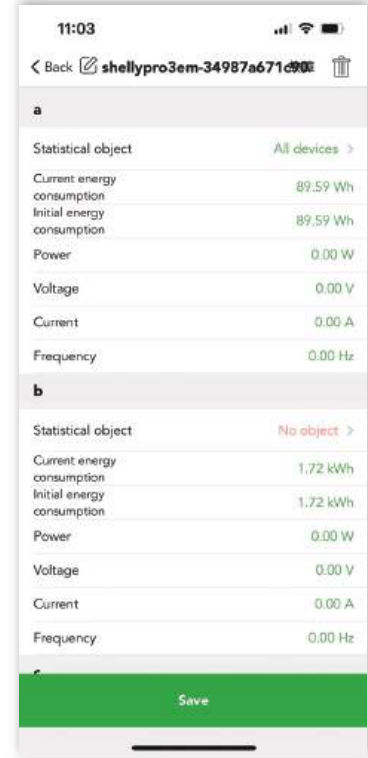 11:03
Back shellypro3em-34987a671c90
a
Statistical object All devices >
Current energy
consumption 89.59 Wh
Initial energy
consumption 89.59 Wh
Power 0.00 W
Voltage 0.00 V
Current 0.00 A
Frequency 0.00 Hz
b
Statistical object No object >
Current energy
consumption 1.72 kWh
Initial energy
consumption 1.72 kWh
Power 0.00 W
Voltage 0.00 V
Current 0.00 A
Frequency 0.00 Hz
Save